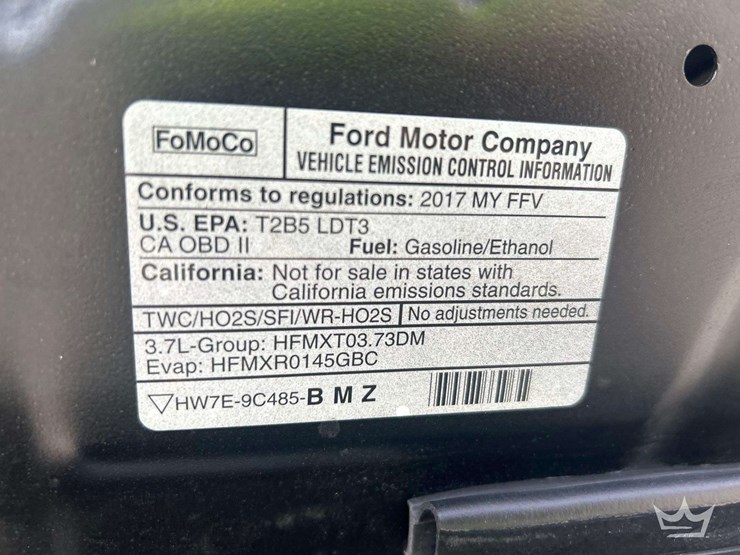 FoMoCo
Ford Motor Company
VEHICLE EMISSION CONTROL INFORMATION
Conforms to regulations: 2017 MY FFV
U.S. EPA: T2B5 LDT3
CA OBD II Fuel: Gasoline/Ethanol
California: Not for sale in states with
California emissions standards.
TWC/HO2S/SFI/WR-HO2S No adjustments needed.
3.7L-Group: HFMXT03.73DM
Evap: HFMXR0145GBC
HW7E-9C485-B M Z